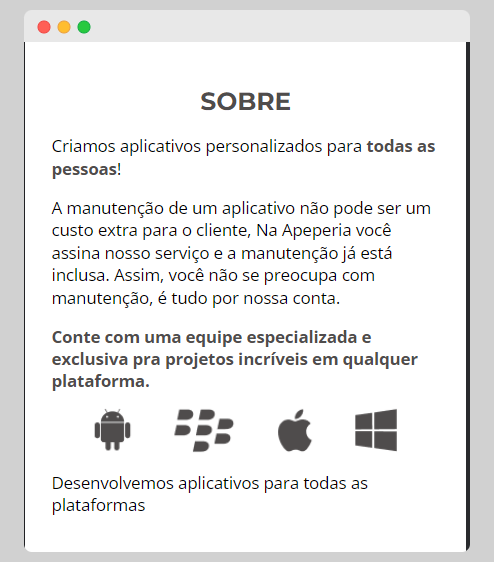 SOBRE
Criamos aplicativos personalizados para todas as
pessoas!
A manutenção de um aplicativo não pode ser um
custo extra para o cliente, Na Apeperia você
assina nosso serviço e a manutenção já está
inclusa. Assim, você não se preocupa com
manutenção, é tudo por nossa conta.
Conte com uma equipe especializada e
exclusiva pra projetos incríveis em qualquer
plataforma.
Desenvolvemos aplicativos para todas as
plataformas